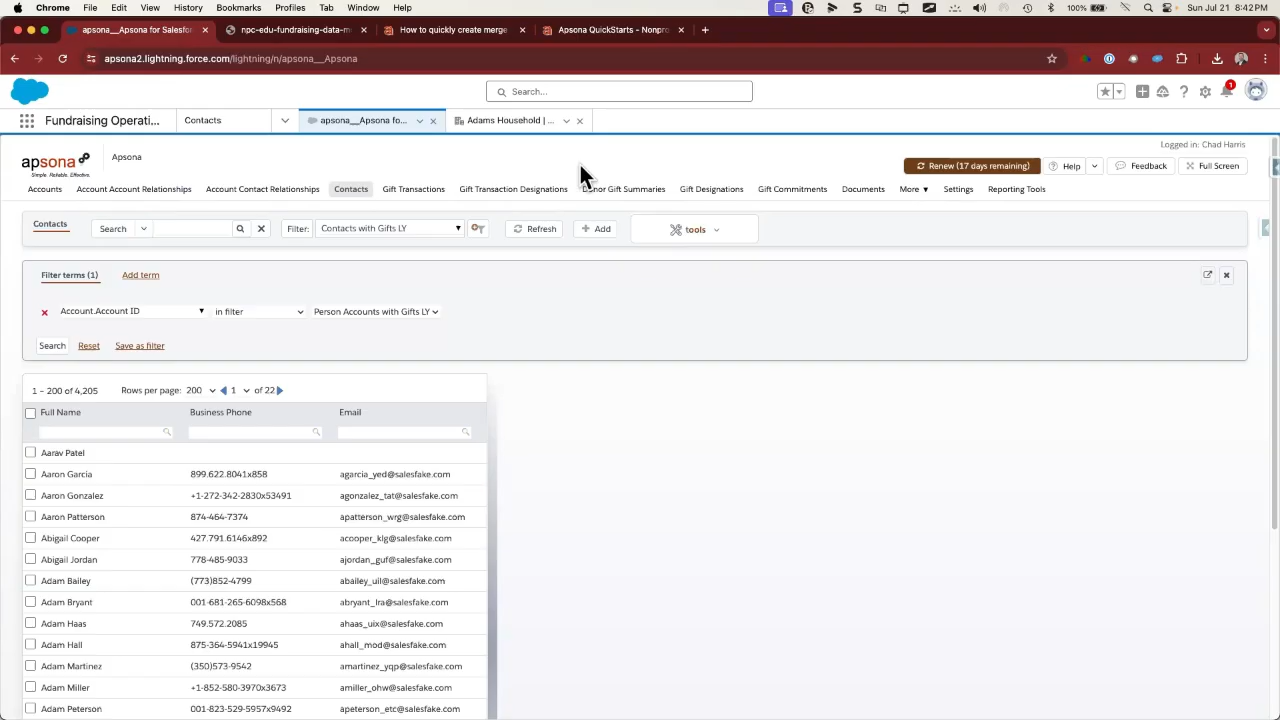 Chrome File Edit View History Bookmarks Profiles Tab Window Help 100% Sun Jul 21 8:42 PM
apsona__Apsona for Salesfor npc-edu-fundraising-data-m How to quickly create merge Apsona QuickStarts - Nonpro
apsona2.lightning.force.com/lightning/n/apsona__Apsona
Search... 1
Fundraising Operati... Contacts apsona__Apsona fo... Adams Household | ...
Logged in: Chad Harris
apsona Apsona Renew (17 days remaining) Help Feedback Full Screen
Simple. Reliable. Effective.
Accounts Account Account Relationships Account Contact Relationships Contacts Gift Transactions Gift Transaction Designations Donor Gift Summaries Gift Designations Gift Commitments Documents More ▼ Settings Reporting Tools
Contacts Search Filter: Contacts with Gifts LY Refresh Add tools
Filter terms (1) Add term
Account.Account ID in filter Person Accounts with Gifts LY
Search Reset Save as filter
1 – 200 of 4,205 Rows per page: 200 1 of 22
Full Name Business Phone Email
Aarav Patel
Aaron Garcia 899.622.8041x858 agarcia_yed@salesfake.com
Aaron Gonzalez +1-272-342-2830x53491 agonzalez_tat@salesfake.com
Aaron Patterson 874-464-7374 apatterson_wrg@salesfake.com
Abigail Cooper 427.791.6146x892 acooper_klg@salesfake.com
Abigail Jordan 778-485-9033 ajordan_guf@salesfake.com
Adam Bailey (773)852-4799 abailey_uil@salesfake.com
Adam Bryant 001-681-265-6098x568 abryant_lra@salesfake.com
Adam Haas 749.572.2085 ahaas_uix@salesfake.com
Adam Hall 875-364-5941x19945 ahall_mod@salesfake.com
Adam Martinez (350)573-9542 amartinez_yqp@salesfake.com
Adam Miller +1-852-580-3970x3673 amiller_ohw@salesfake.com
Adam Peterson 001-823-529-5957x9492 apeterson_etc@salesfake.com